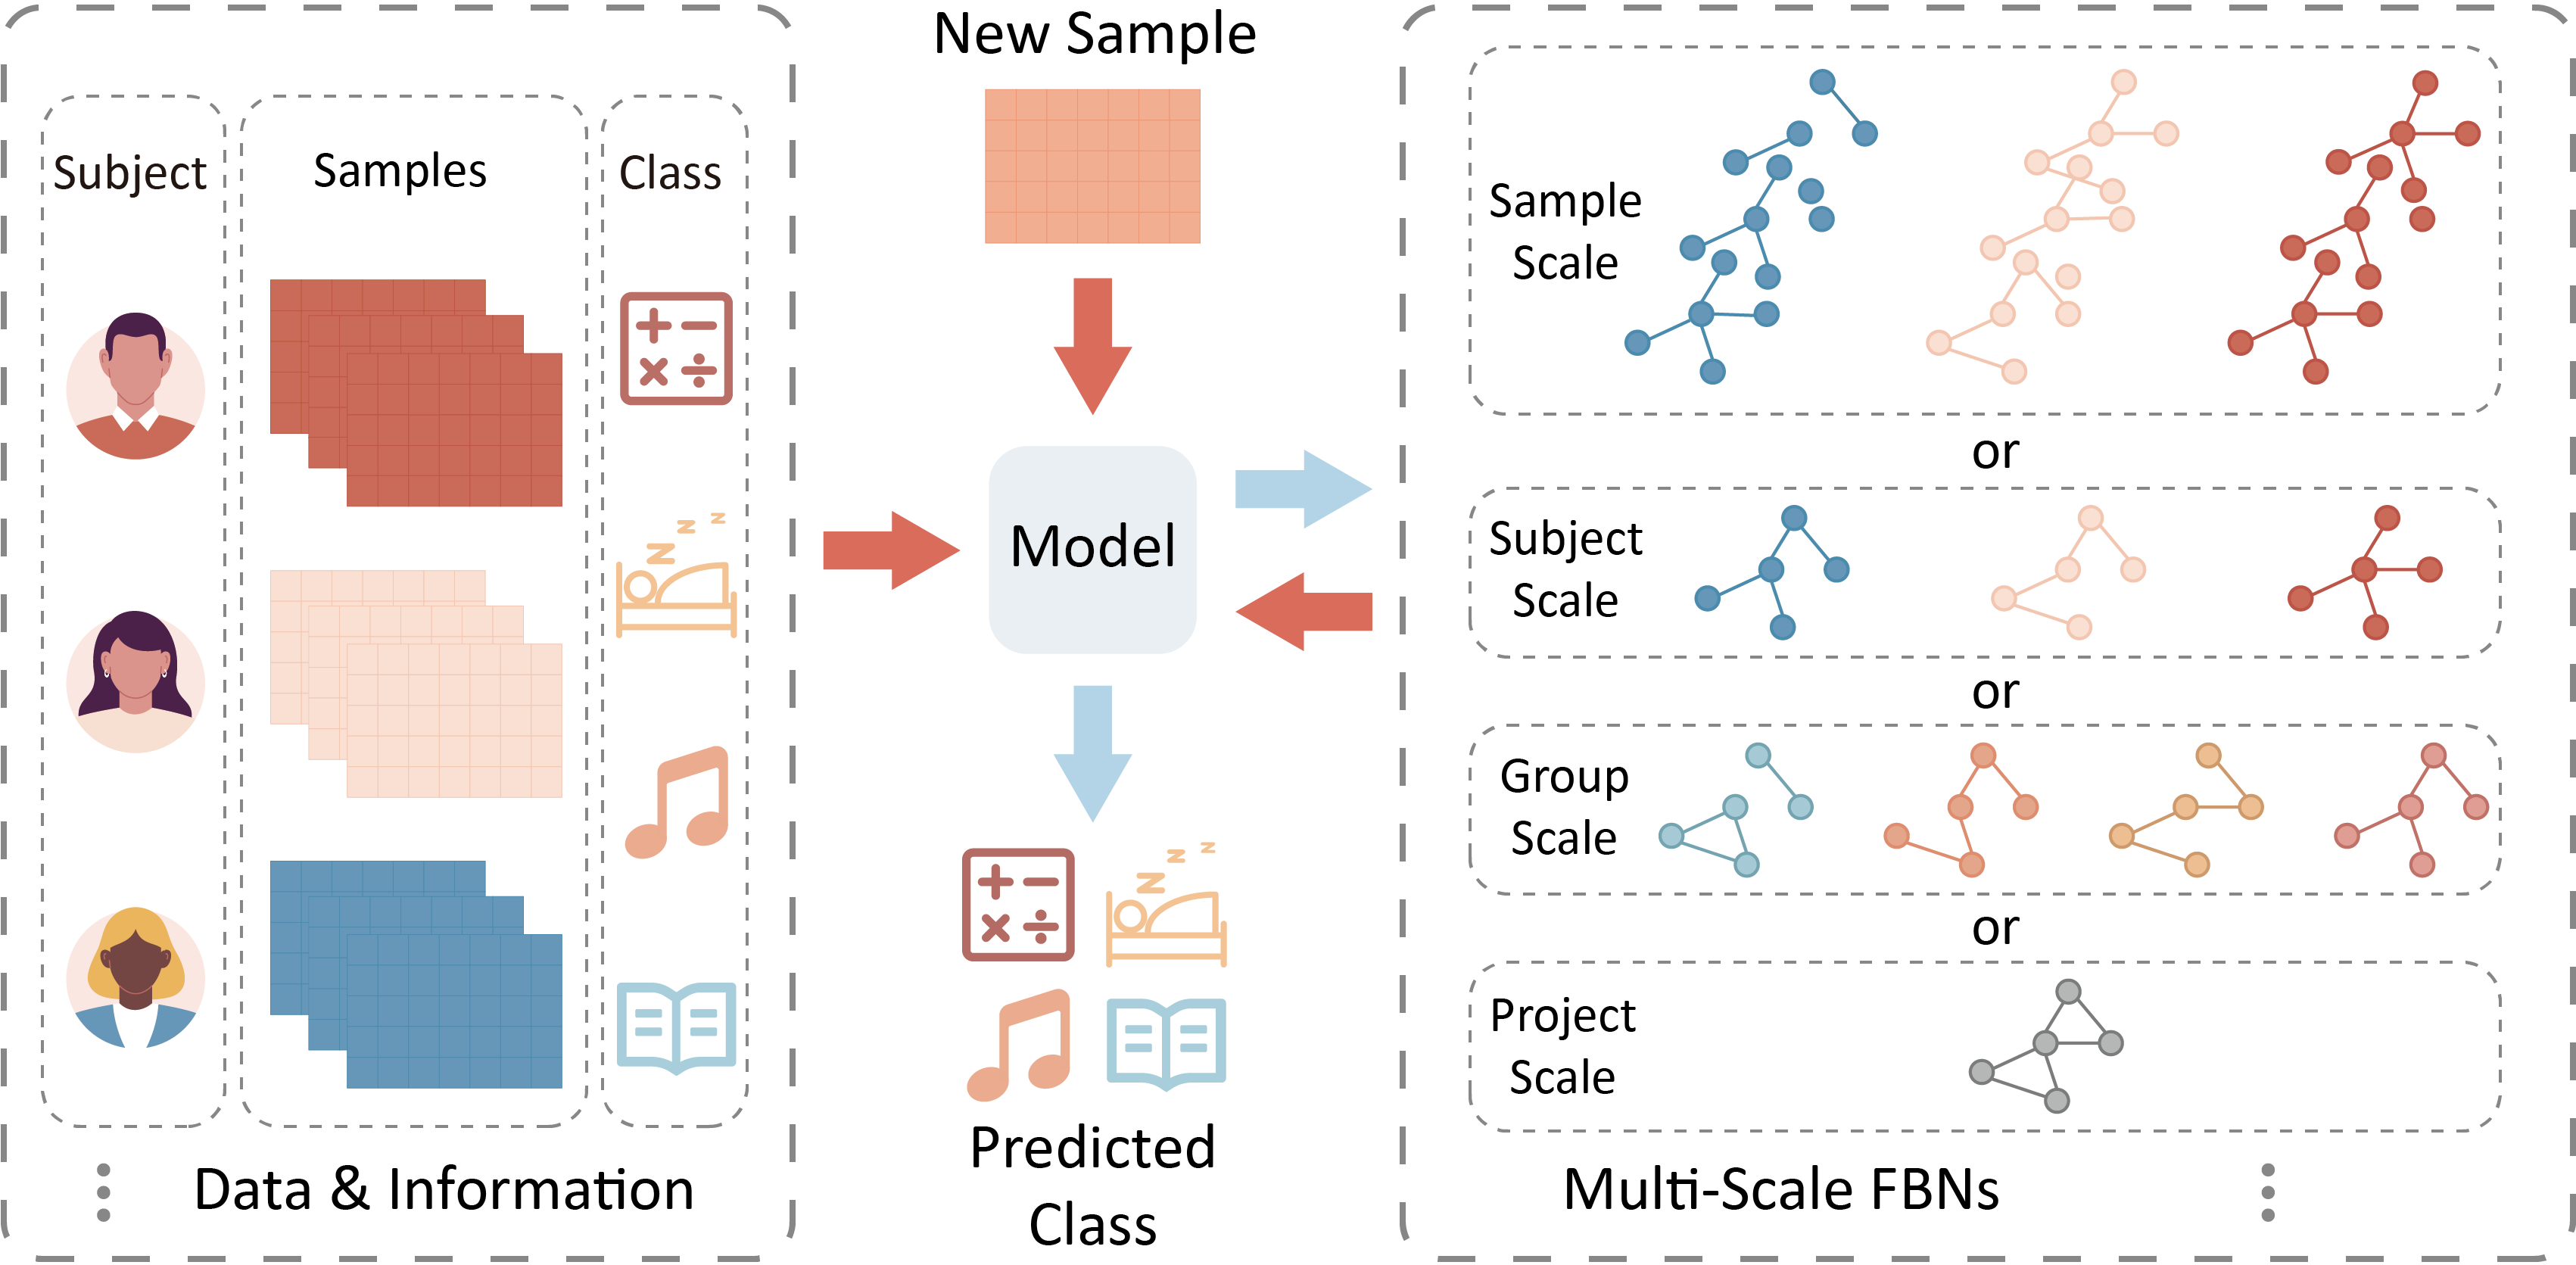 Subject
Samples
Class
Data & Information
New Sample
Model
Predicted
Class
Sample
Scale
or
Subject
Scale
or
Group
Scale
or
Project
Scale
Multi-Scale FBNs